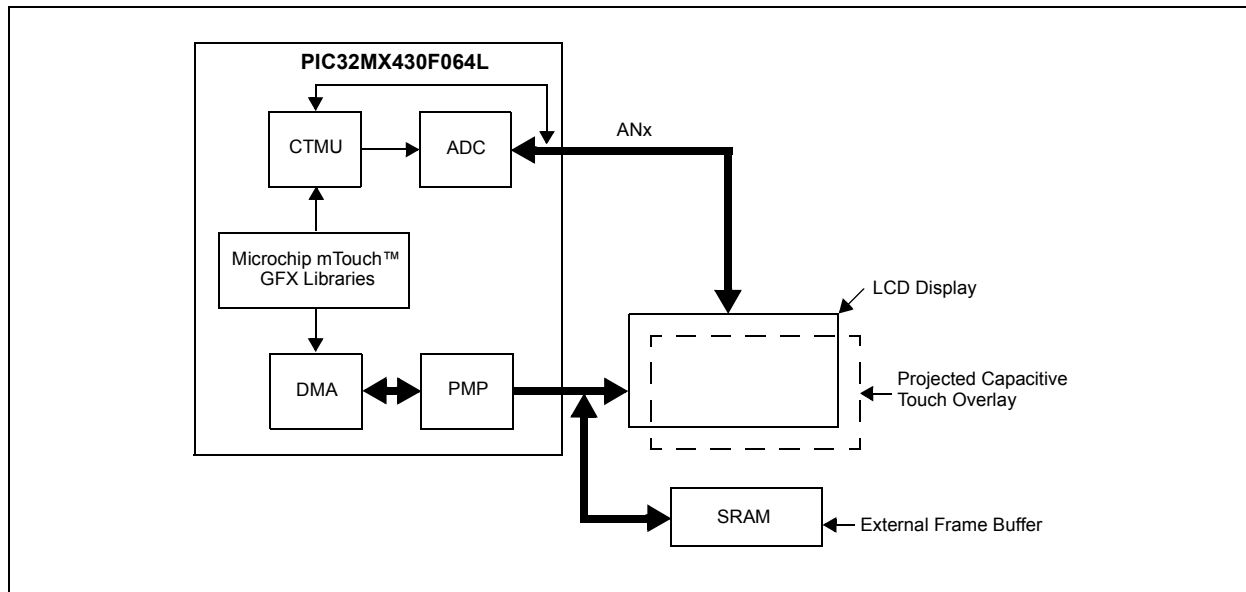 PIC32MX430F064L
CTMU
ADC
ANx
Microchip mTouch™
GFX Libraries
LCD Display
DMA
PMP
Projected Capacitive
Touch Overlay
SRAM
External Frame Buffer